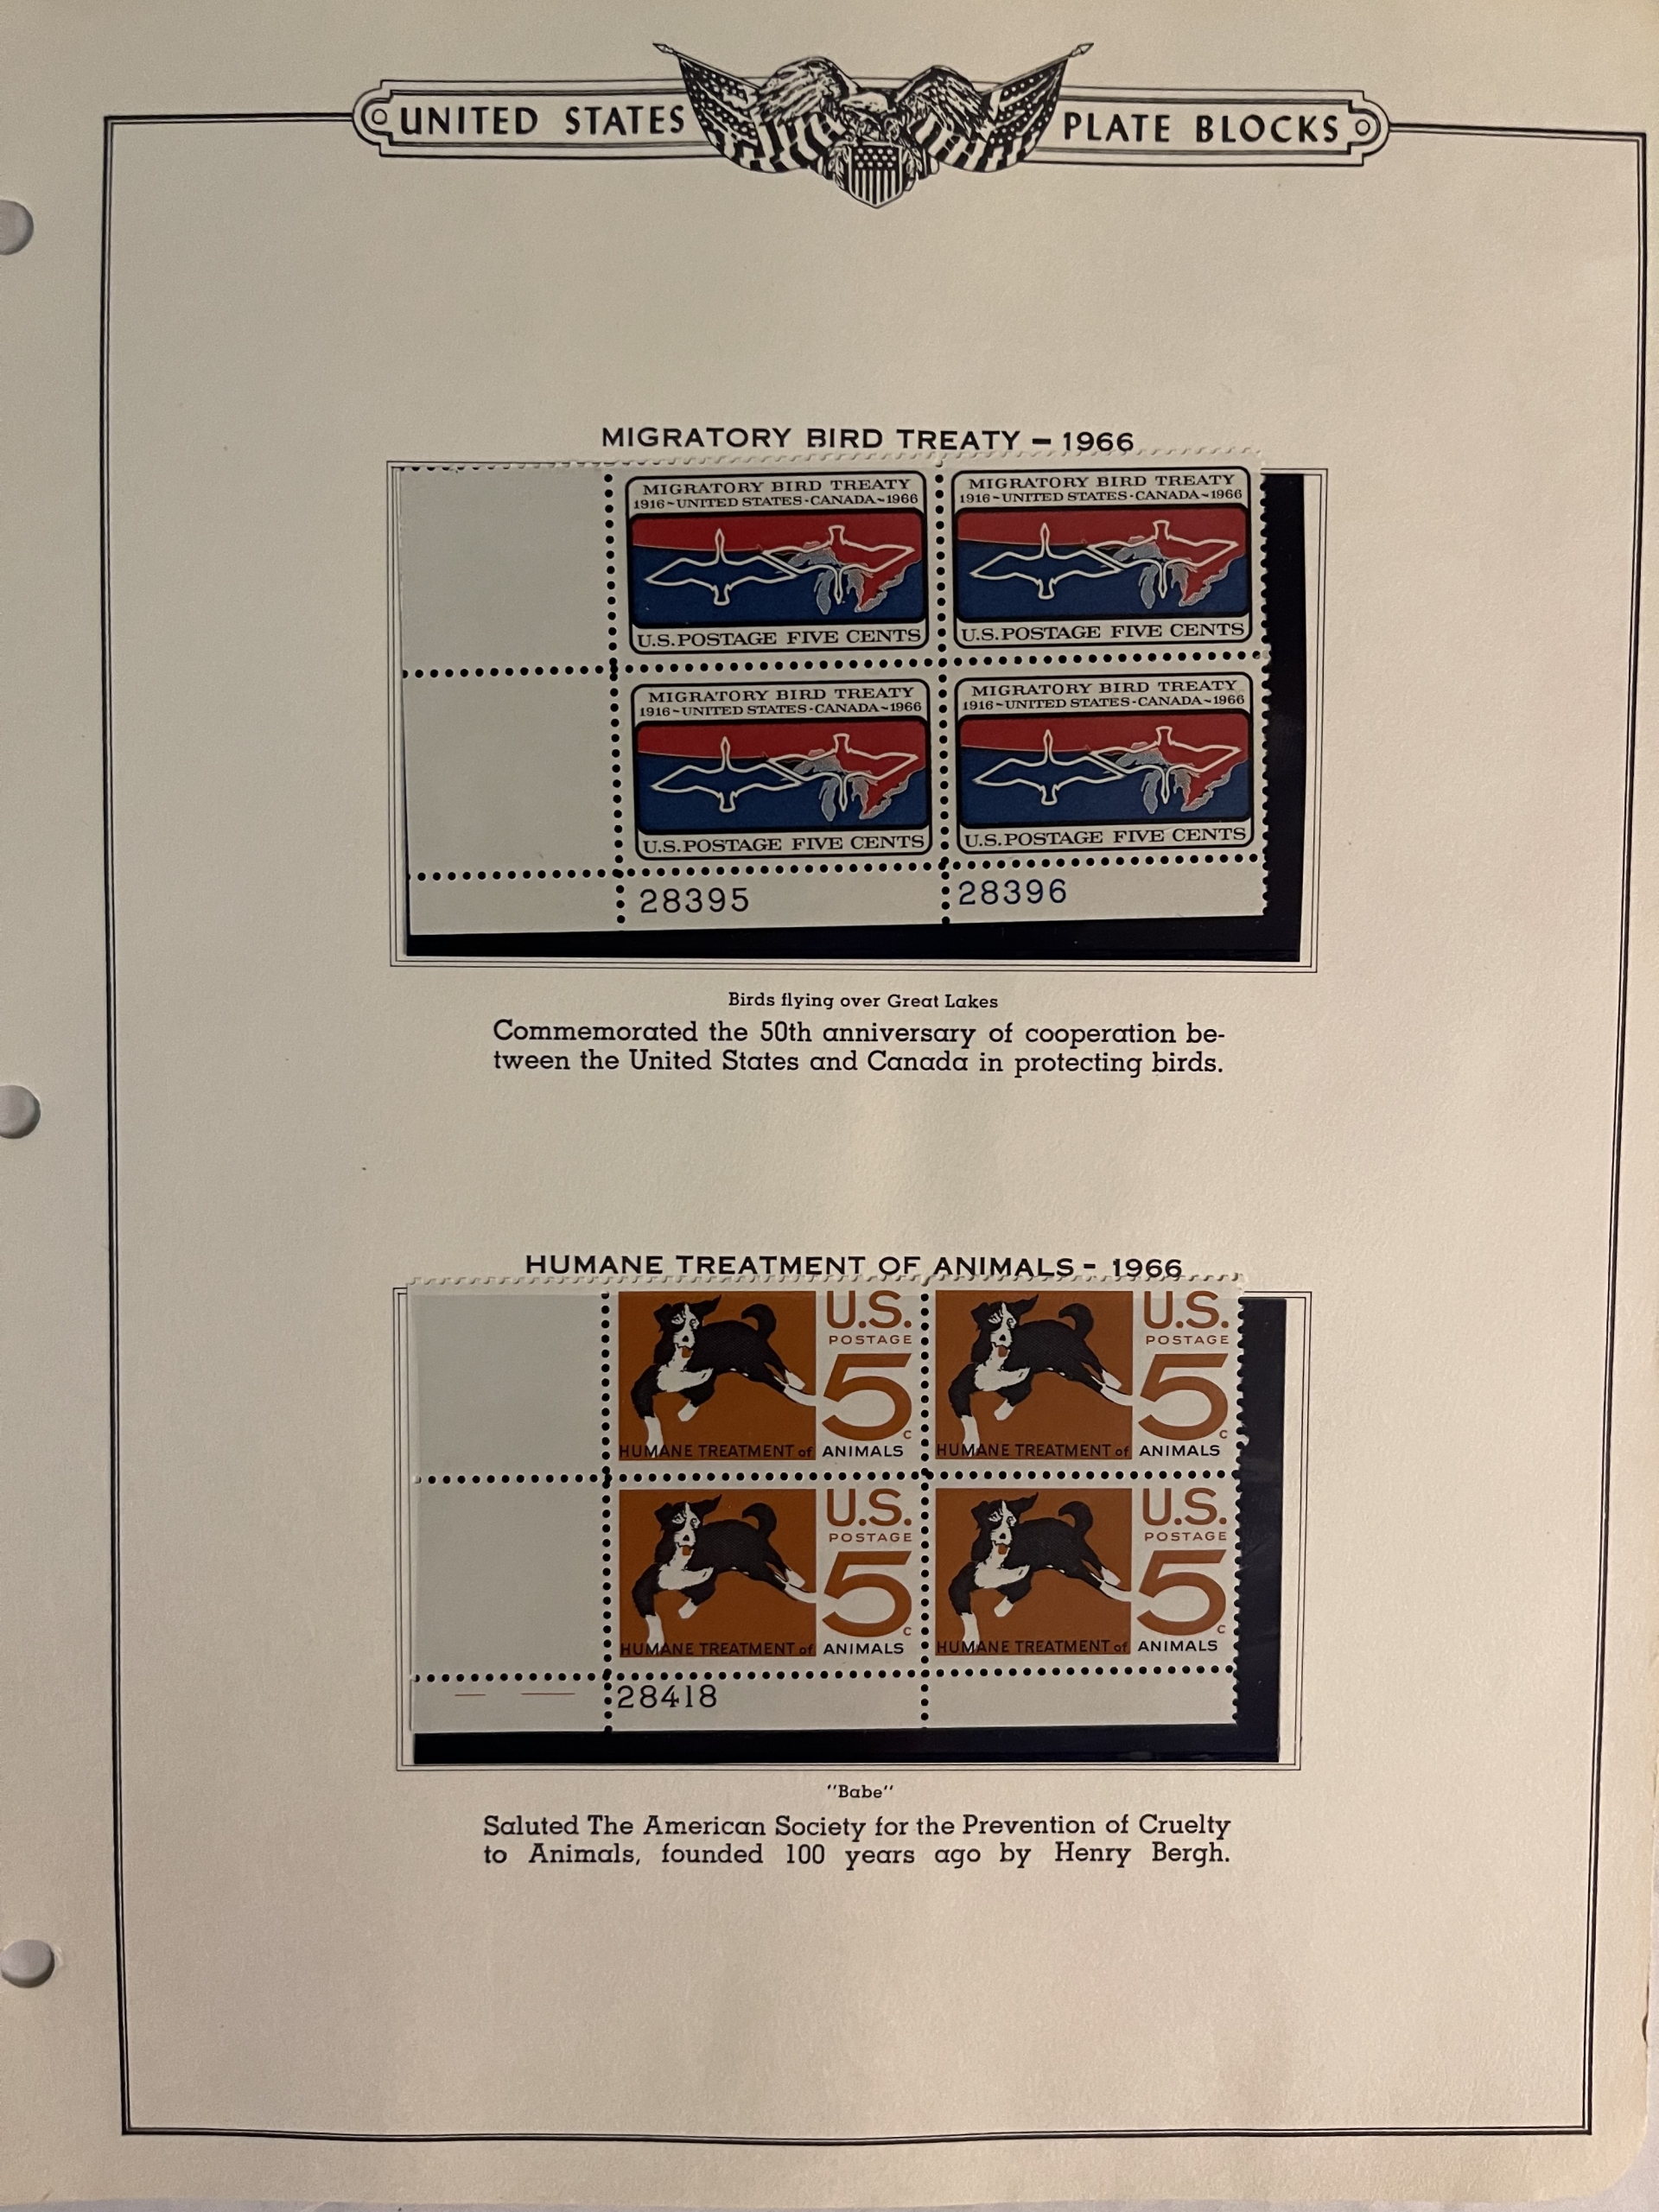 UNITED STATES PLATE BLOCKS
MIGRATORY BIRD TREATY – 1966
MIGRATORY BIRD TREATY
1916~UNITED STATES·CANADA~1966
U.S. POSTAGE FIVE CENTS
MIGRATORY BIRD TREATY
1916~UNITED STATES·CANADA~1966
U.S. POSTAGE FIVE CENTS
MIGRATORY BIRD TREATY
1916~UNITED STATES·CANADA~1966
U.S. POSTAGE FIVE CENTS
MIGRATORY BIRD TREATY
1916~UNITED STATES·CANADA~1966
U.S. POSTAGE FIVE CENTS
28395
28396
Birds flying over Great Lakes
Commemorated the 50th anniversary of cooperation be-
tween the United States and Canada in protecting birds.
HUMANE TREATMENT OF ANIMALS - 1966
U.S.
POSTAGE
5c
HUMANE TREATMENT of ANIMALS
U.S.
POSTAGE
5c
HUMANE TREATMENT of ANIMALS
U.S.
POSTAGE
5c
HUMANE TREATMENT of ANIMALS
U.S.
POSTAGE
5c
HUMANE TREATMENT of ANIMALS
28418
"Babe"
Saluted The American Society for the Prevention of Cruelty
to Animals, founded 100 years ago by Henry Bergh.